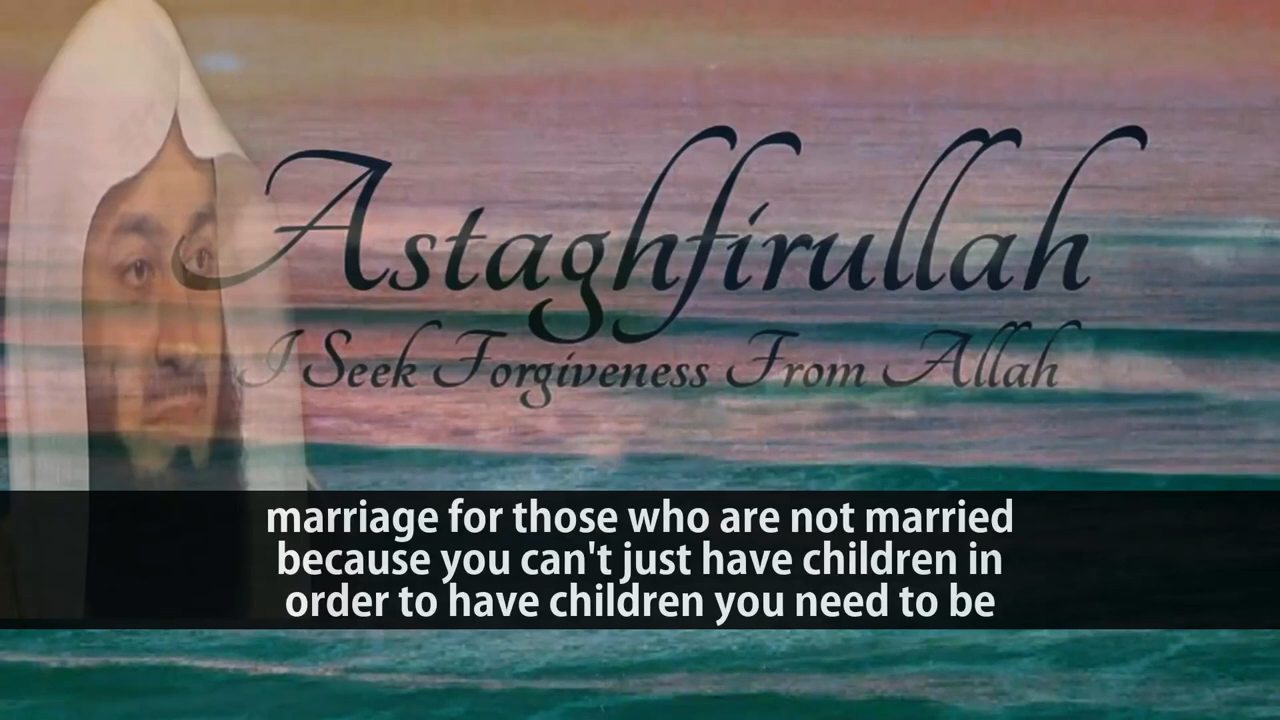 Astaghfirullah
I Seek Forgiveness From Allah
marriage for those who are not married
because you can't just have children in
order to have children you need to be